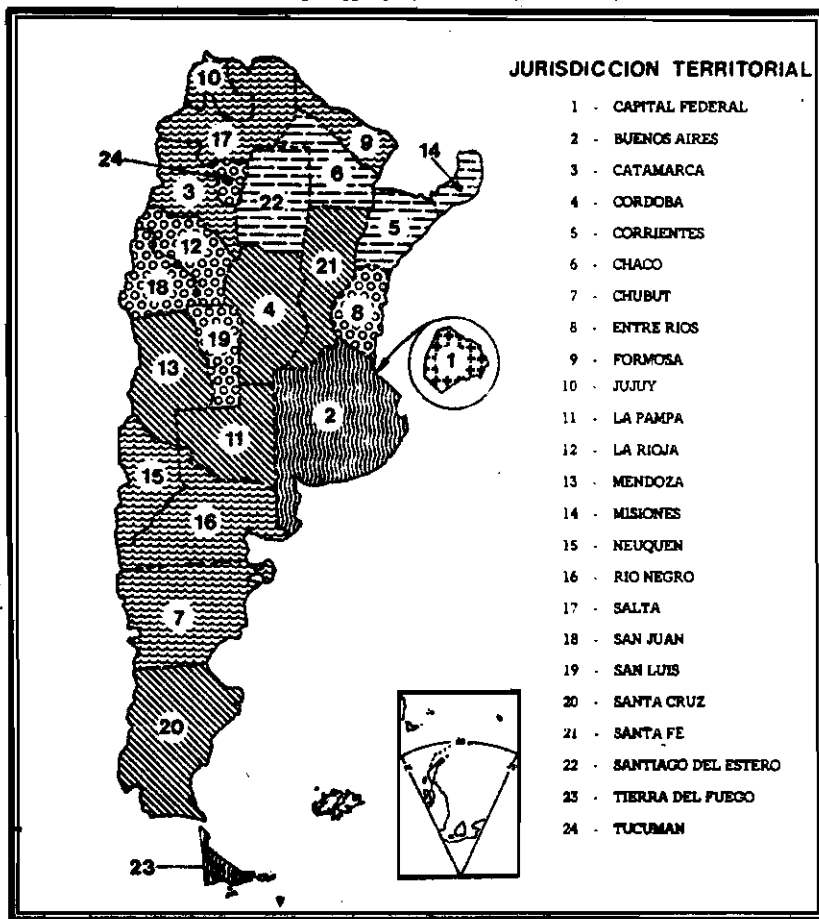 JURISDICCION TERRITORIAL
1 - CAPITAL FEDERAL
2 - BUENOS AIRES
3 - CATAMARCA
4 - CORDOBA
5 - CORRIENTES
6 - CHACO
7 - CHUBUT
8 - ENTRE RIOS
9 - FORMOSA
10 - JUJUY
11 - LA PAMPA
12 - LA RIOJA
13 - MENDOZA
14 - MISIONES
15 - NEUQUEN
16 - RIO NEGRO
17 - SALTA
18 - SAN JUAN
19 - SAN LUIS
20 - SANTA CRUZ
21 - SANTA FE
22 - SANTIAGO DEL ESTERO
23 - TIERRA DEL FUEGO
24 - TUCUMAN
10
17
9
24
14
6
3
22
5
12
21
18
4
8
19
13
1
2
11
15
16
7
20
23